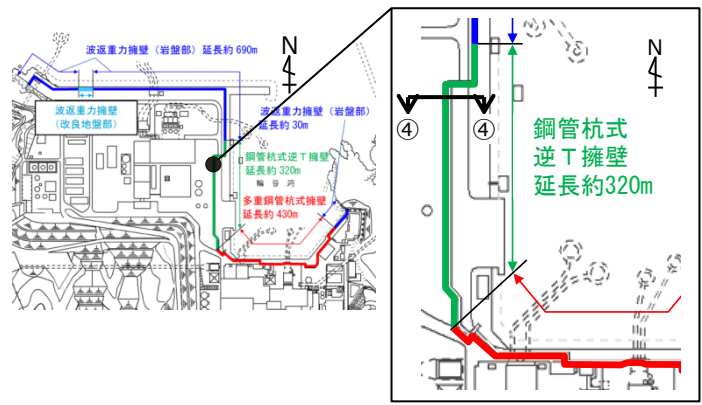 波返重力擁壁（岩盤部）延長約 690m
N
波返重力擁壁
（改良地盤部）
波返重力擁壁（岩盤部）
延長約 30m
鋼管杭式逆Ｔ擁壁
延長約 320m
輪谷湾
多重鋼管杭式擁壁
延長約 430m
N
④
④
鋼管杭式
逆Ｔ擁壁
延長約320m